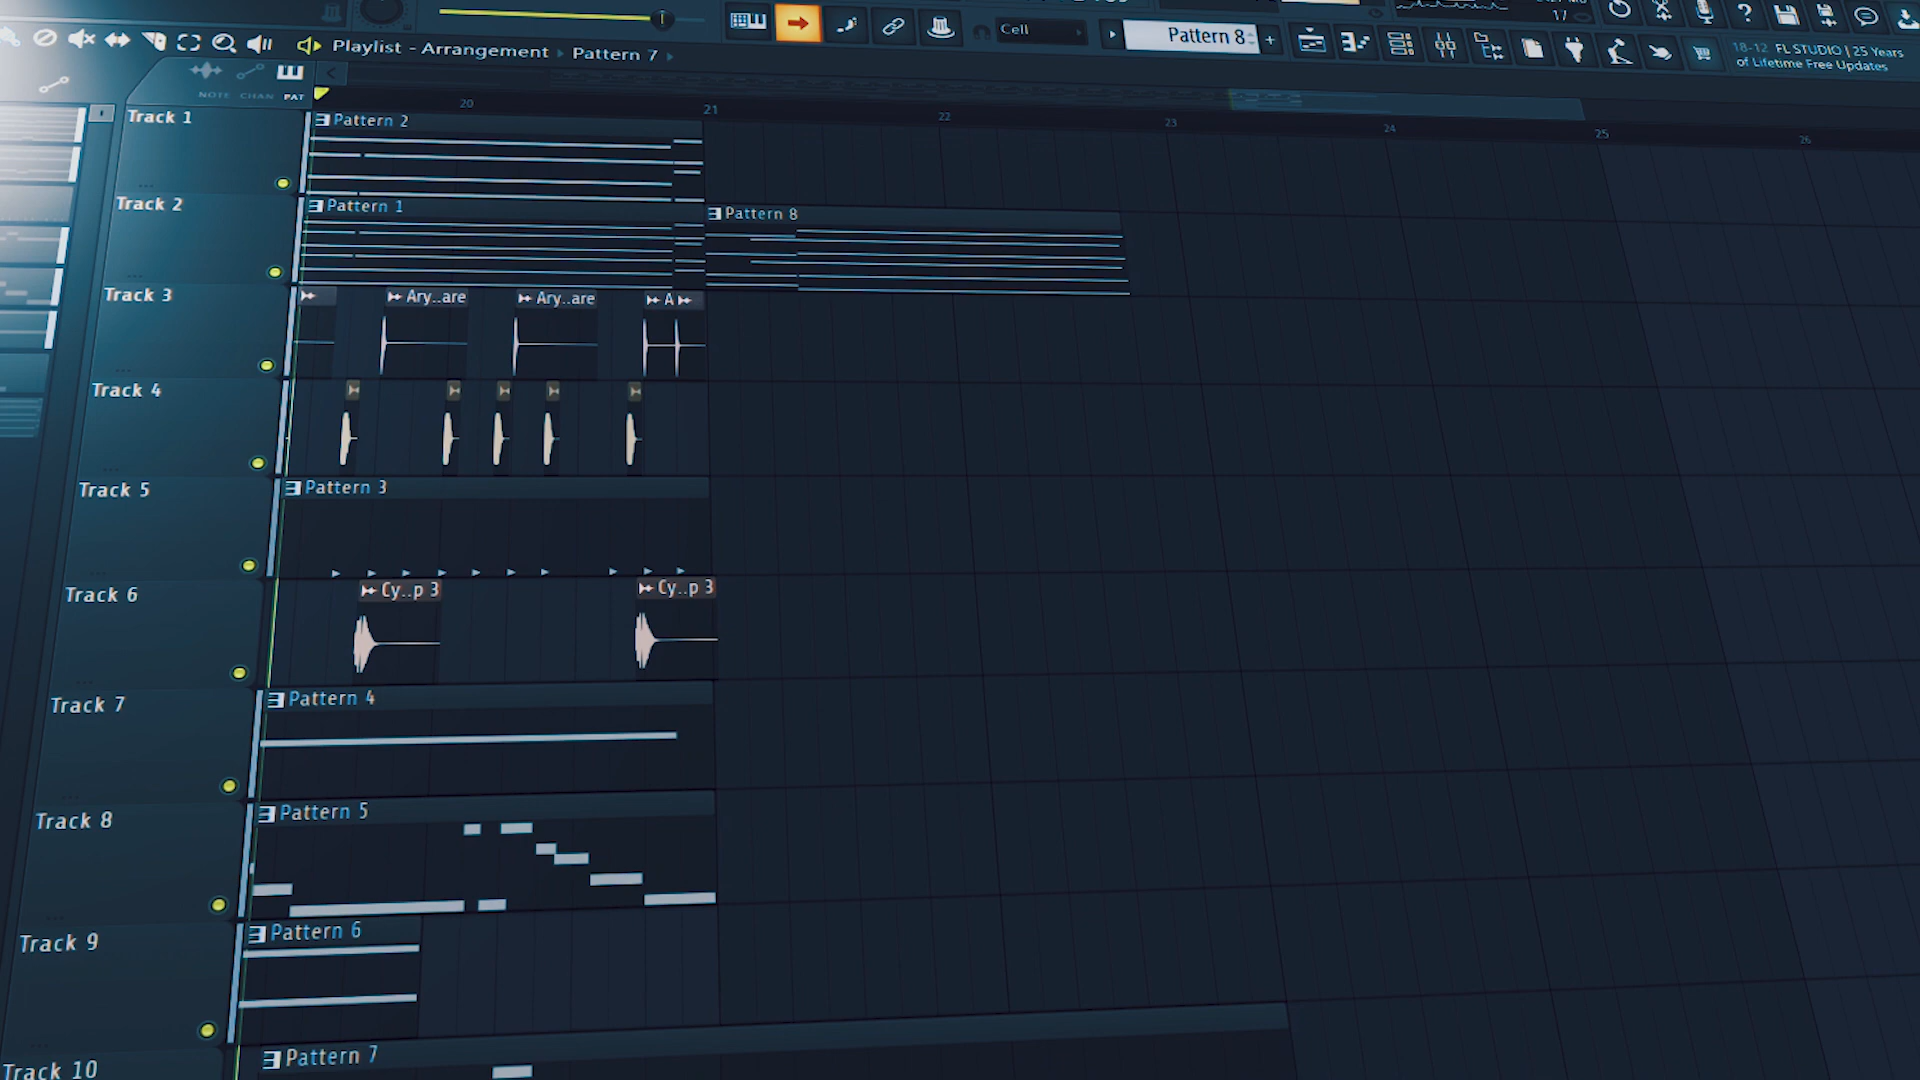 17
Cell
Pattern 8
+
18-12 FL STUDIO | 25 Years
of Lifetime Free Updates
Playlist - Arrangement › Pattern 7 ›
NOTE CHAN PAT
20 21 22 23 24 25 26
Track 1
Pattern 2
Track 2
Pattern 1
Pattern 8
Track 3
Ary..are
Ary..are
A
Track 4
Track 5
Pattern 3
Track 6
Cy..p 3
Cy..p 3
Track 7
Pattern 4
Track 8
Pattern 5
Track 9
Pattern 6
Track 10
Pattern 7